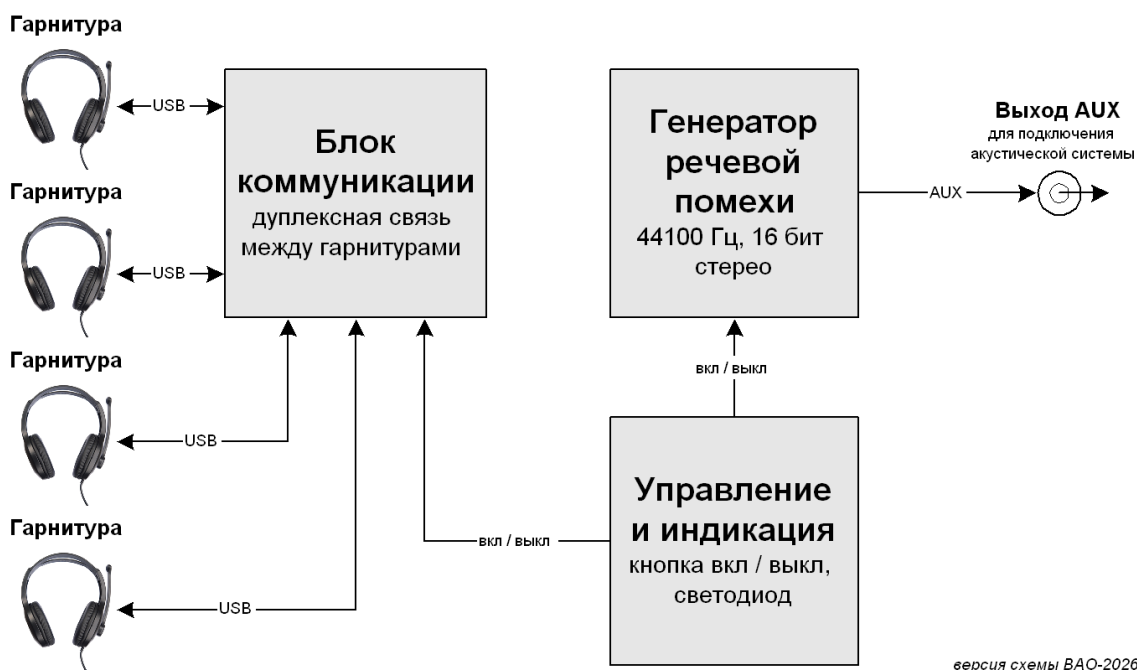 Гарнитура
USB
Гарнитура
USB
Гарнитура
USB
Гарнитура
USB
Блок
коммуникации
дуплексная связь
между гарнитурами
вкл / выкл
Генератор
речевой
помехи
44100 Гц, 16 бит
стерео
AUX
Выход AUX
для подключения
акустической системы
вкл / выкл
Управление
и индикация
кнопка вкл / выкл,
светодиод
версия схемы ВАО-2026